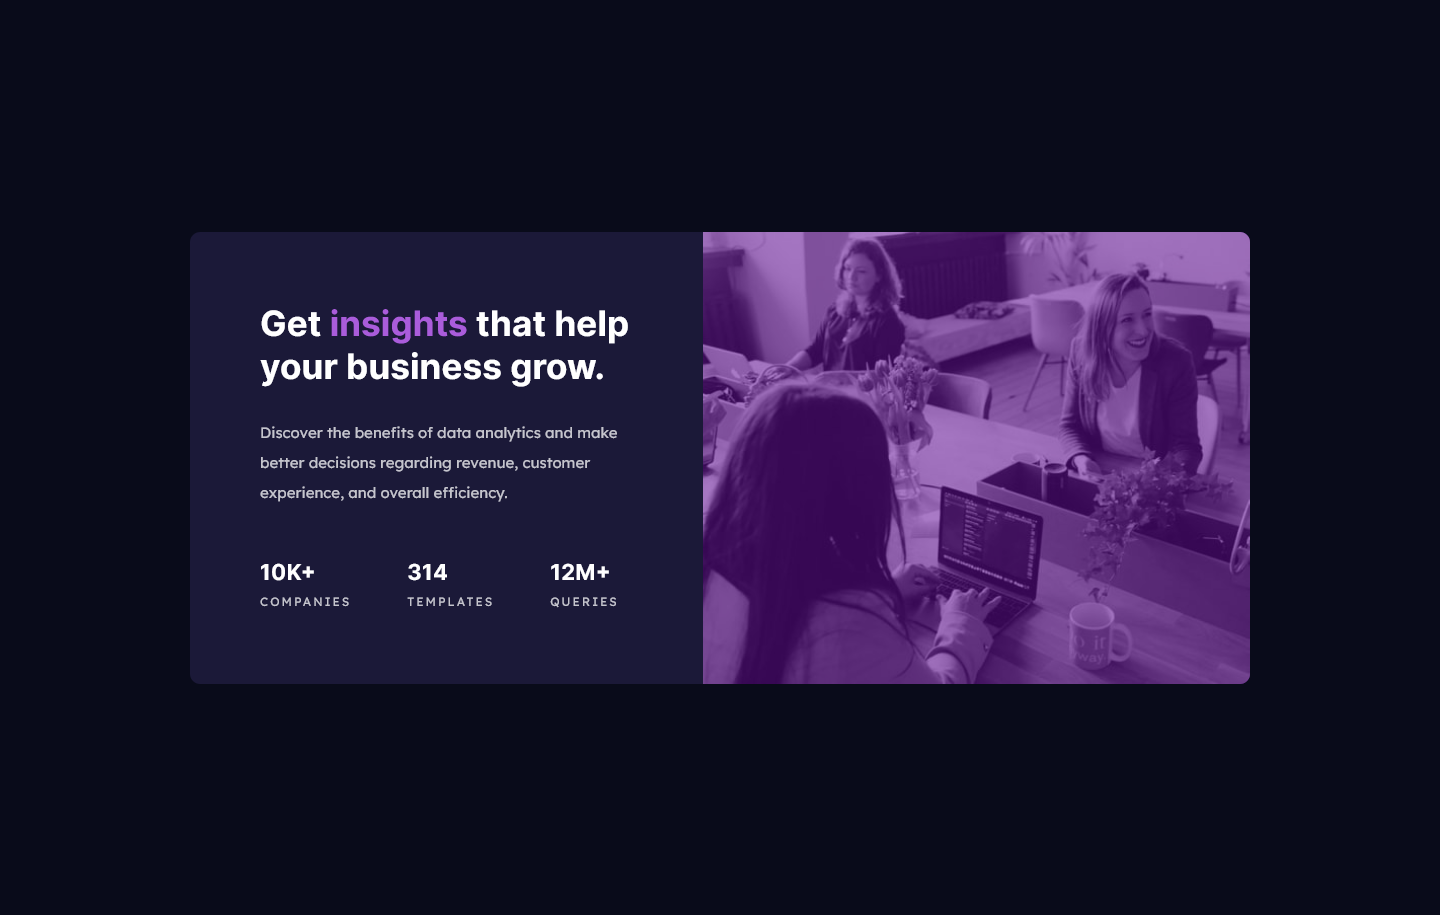 Get insights that help
your business grow.
Discover the benefits of data analytics and make
better decisions regarding revenue, customer
experience, and overall efficiency.
10K+ 314 12M+
COMPANIES TEMPLATES QUERIES